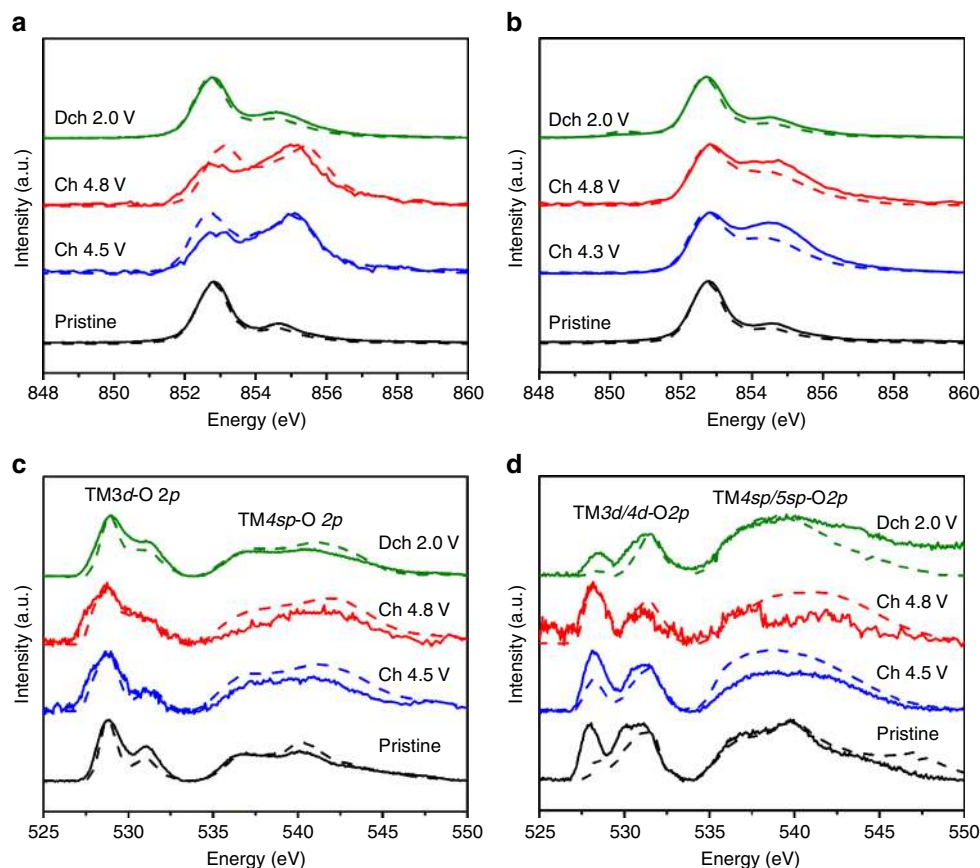 a
Dch 2.0 V
Ch 4.8 V
Ch 4.5 V
Pristine
Intensity (a.u.)
848 850 852 854 856 858 860
Energy (eV)
b
Dch 2.0 V
Ch 4.8 V
Ch 4.3 V
Pristine
Intensity (a.u.)
848 850 852 854 856 858 860
Energy (eV)
c
TM3d-O 2p
TM4sp-O 2p
Dch 2.0 V
Ch 4.8 V
Ch 4.5 V
Pristine
Intensity (a.u.)
525 530 535 540 545 550
Energy (eV)
d
TM3d/4d-O2p
TM4sp/5sp-O2p
Dch 2.0 V
Ch 4.8 V
Ch 4.5 V
Pristine
Intensity (a.u.)
525 530 535 540 545 550
Energy (eV)